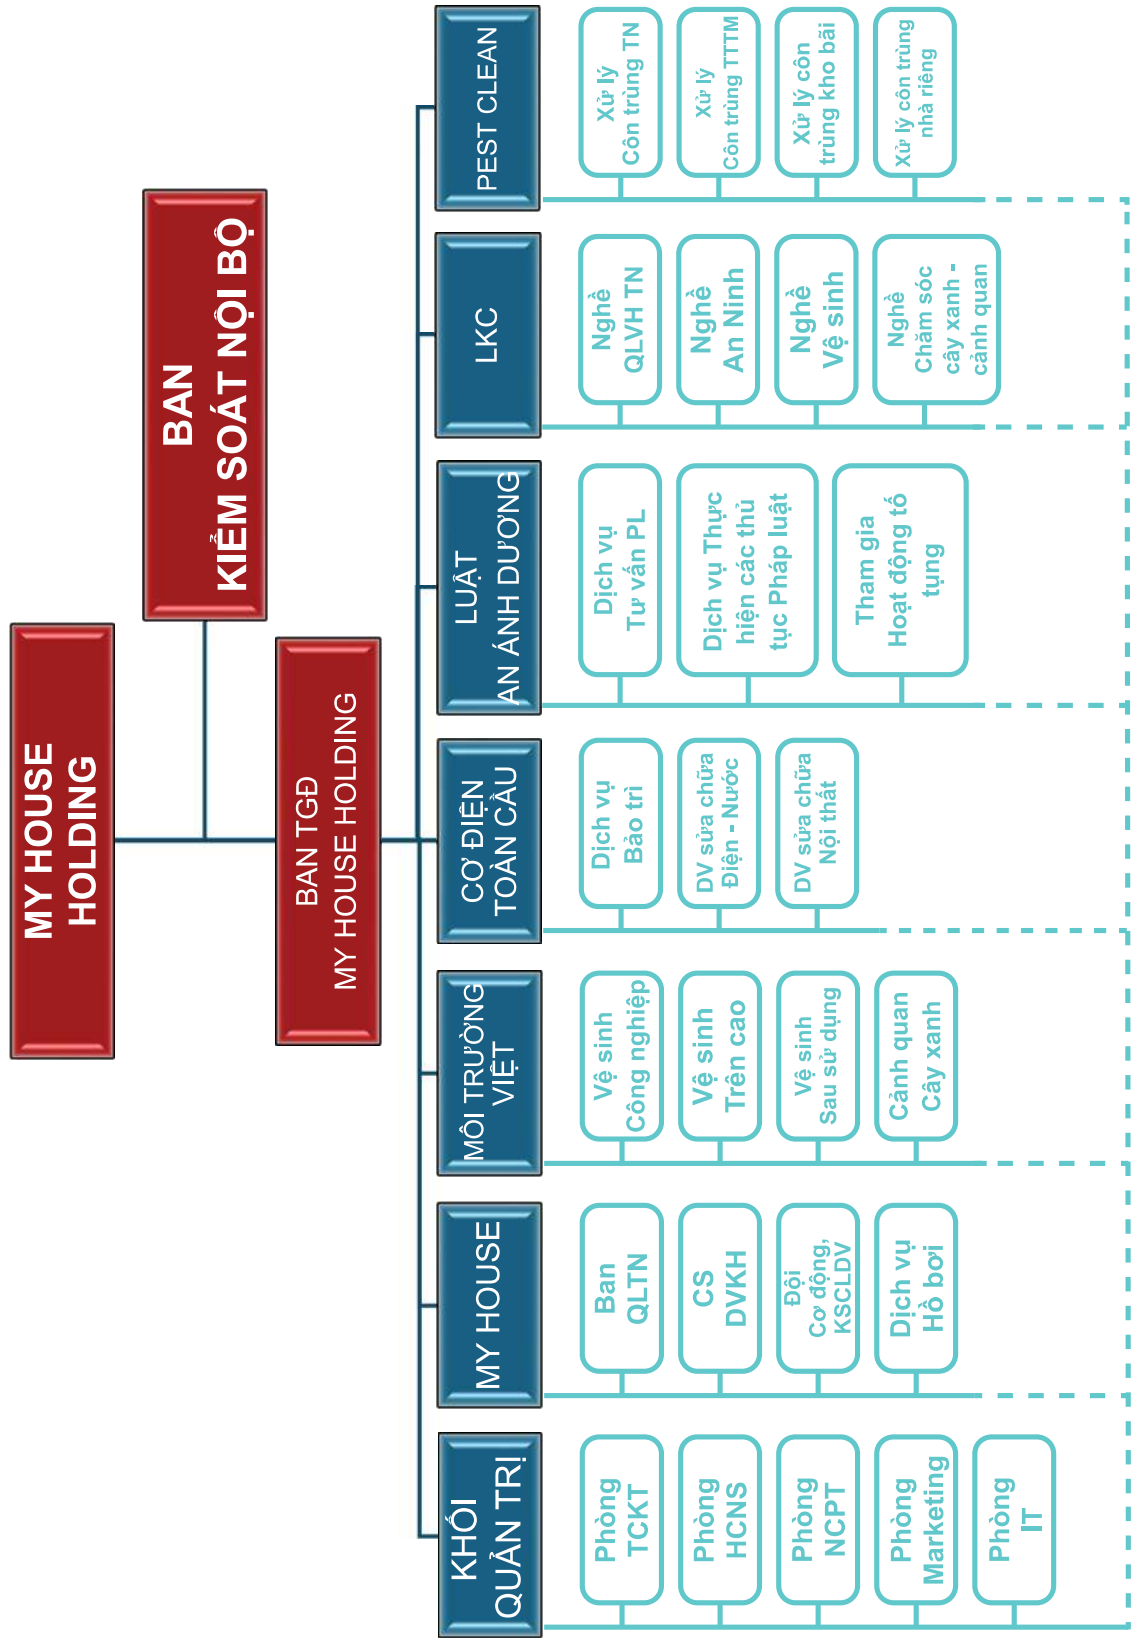 MY HOUSE
HOLDING
BAN
KIỂM SOÁT NỘI BỘ
BAN TGĐ
MY HOUSE HOLDING
KHỐI
QUẢN TRỊ
Phòng
TCKT
Phòng
HCNS
Phòng
NCPT
Phòng
Marketing
Phòng
IT
MY HOUSE
Ban
QLTN
CS
DVKH
Đội
Cơ động,
KSCLDV
Dịch vụ
Hồ bơi
MÔI TRƯỜNG
VIỆT
Vệ sinh
Công nghiệp
Vệ sinh
Trên cao
Vệ sinh
Sau sử dụng
Cảnh quan
Cây xanh
CƠ ĐIỆN
TOÀN CẦU
Dịch vụ
Bảo trì
DV sửa chữa
Điện - Nước
DV sửa chữa
Nội thất
LUẬT
AN ÁNH DƯƠNG
Dịch vụ
Tư vấn PL
Dịch vụ Thực
hiện các thủ
tục Pháp luật
Tham gia
Hoạt động tố
tụng
LKC
Nghề
QLVH TN
Nghề
An Ninh
Nghề
Vệ sinh
Nghề
Chăm sóc
cây xanh -
cảnh quan
PEST CLEAN
Xử lý
Côn trùng TN
Xử lý
Côn trùng TTTM
Xử lý côn
trùng kho bãi
Xử lý côn trùng
nhà riêng